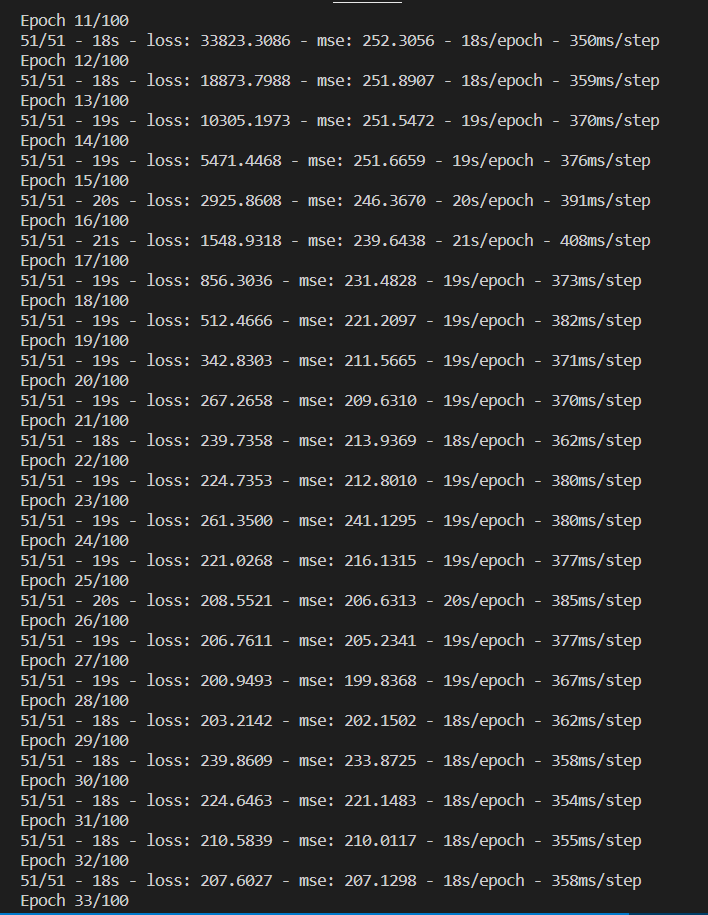 Epoch 11/100
51/51 - 18s - loss: 33823.3086 - mse: 252.3056 - 18s/epoch - 350ms/step
Epoch 12/100
51/51 - 18s - loss: 18873.7988 - mse: 251.8907 - 18s/epoch - 359ms/step
Epoch 13/100
51/51 - 19s - loss: 10305.1973 - mse: 251.5472 - 19s/epoch - 370ms/step
Epoch 14/100
51/51 - 19s - loss: 5471.4468 - mse: 251.6659 - 19s/epoch - 376ms/step
Epoch 15/100
51/51 - 20s - loss: 2925.8608 - mse: 246.3670 - 20s/epoch - 391ms/step
Epoch 16/100
51/51 - 21s - loss: 1548.9318 - mse: 239.6438 - 21s/epoch - 408ms/step
Epoch 17/100
51/51 - 19s - loss: 856.3036 - mse: 231.4828 - 19s/epoch - 373ms/step
Epoch 18/100
51/51 - 19s - loss: 512.4666 - mse: 221.2097 - 19s/epoch - 382ms/step
Epoch 19/100
51/51 - 19s - loss: 342.8303 - mse: 211.5665 - 19s/epoch - 371ms/step
Epoch 20/100
51/51 - 19s - loss: 267.2658 - mse: 209.6310 - 19s/epoch - 370ms/step
Epoch 21/100
51/51 - 18s - loss: 239.7358 - mse: 213.9369 - 18s/epoch - 362ms/step
Epoch 22/100
51/51 - 19s - loss: 224.7353 - mse: 212.8010 - 19s/epoch - 380ms/step
Epoch 23/100
51/51 - 19s - loss: 261.3500 - mse: 241.1295 - 19s/epoch - 380ms/step
Epoch 24/100
51/51 - 19s - loss: 221.0268 - mse: 216.1315 - 19s/epoch - 377ms/step
Epoch 25/100
51/51 - 20s - loss: 208.5521 - mse: 206.6313 - 20s/epoch - 385ms/step
Epoch 26/100
51/51 - 19s - loss: 206.7611 - mse: 205.2341 - 19s/epoch - 377ms/step
Epoch 27/100
51/51 - 19s - loss: 200.9493 - mse: 199.8368 - 19s/epoch - 367ms/step
Epoch 28/100
51/51 - 18s - loss: 203.2142 - mse: 202.1502 - 18s/epoch - 362ms/step
Epoch 29/100
51/51 - 18s - loss: 239.8609 - mse: 233.8725 - 18s/epoch - 358ms/step
Epoch 30/100
51/51 - 18s - loss: 224.6463 - mse: 221.1483 - 18s/epoch - 354ms/step
Epoch 31/100
51/51 - 18s - loss: 210.5839 - mse: 210.0117 - 18s/epoch - 355ms/step
Epoch 32/100
51/51 - 18s - loss: 207.6027 - mse: 207.1298 - 18s/epoch - 358ms/step
Epoch 33/100